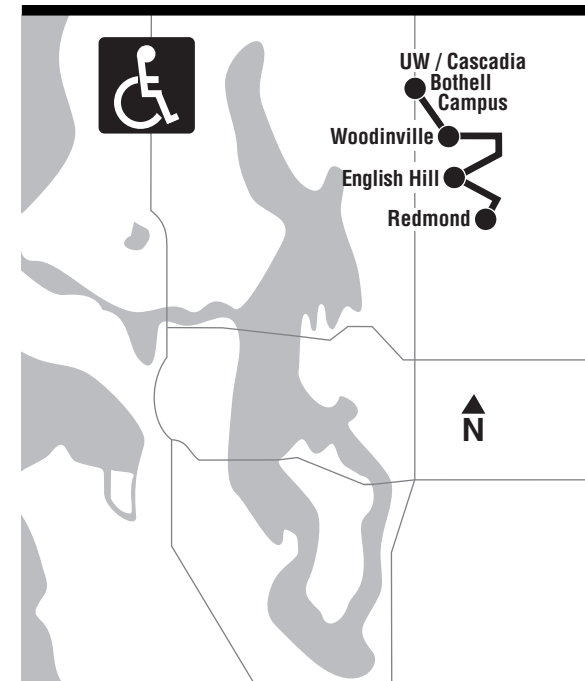 UW / Cascadia
Bothell
Campus
Woodinville
English Hill
Redmond
N